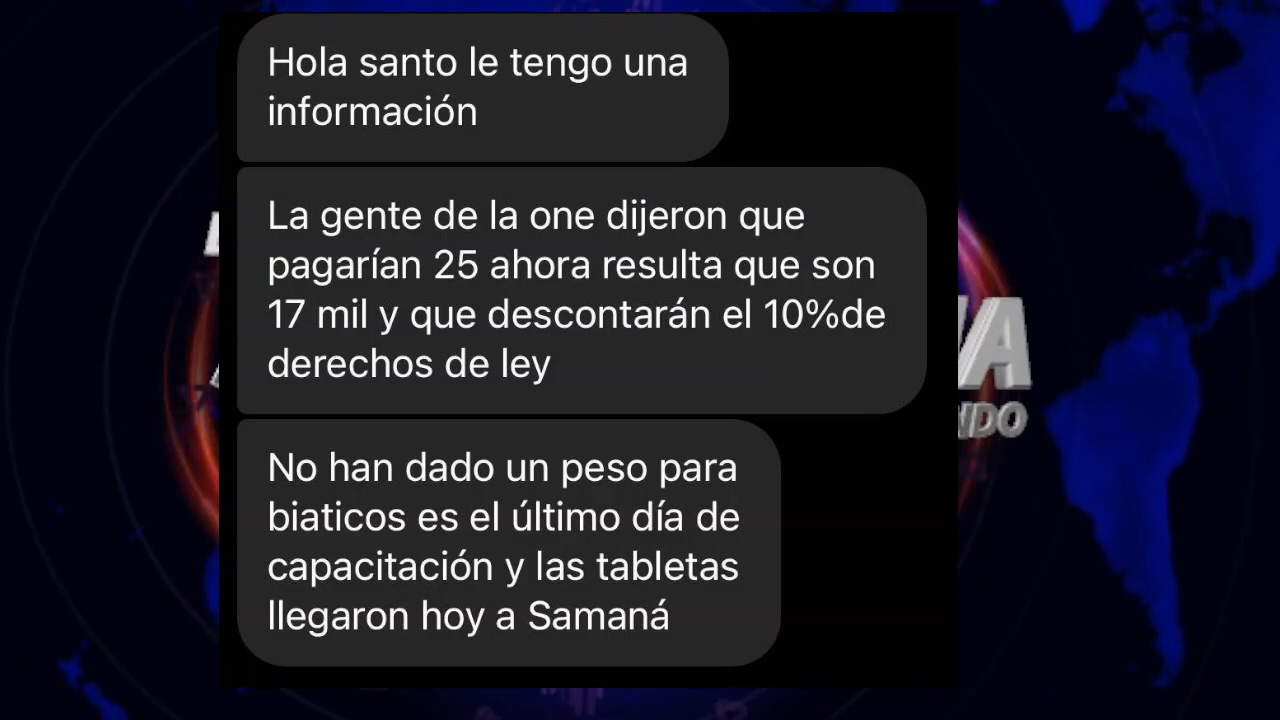 Hola santo le tengo una
información
La gente de la one dijeron que
pagarían 25 ahora resulta que son
17 mil y que descontarán el 10%de
derechos de ley
No han dado un peso para
biaticos es el último día de
capacitación y las tabletas
llegaron hoy a Samaná